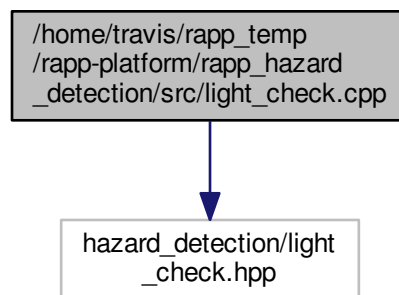 /home/travis/rapp_temp
/rapp-platform/rapp_hazard
_detection/src/light_check.cpp
hazard_detection/light
_check.hpp